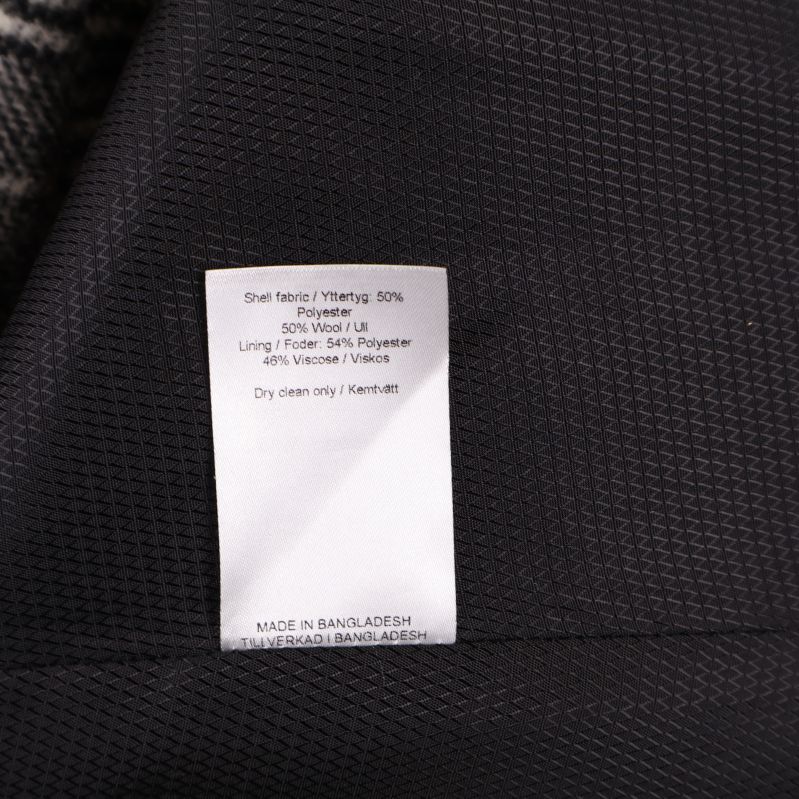 Shell fabric / Yttertyg: 50%
Polyester
50% Wool / Ull
Lining / Foder: 54% Polyester
46% Viscose / Viskos
Dry clean only / Kemtvätt
MADE IN BANGLADESH
TILLVERKAD I BANGLADESH